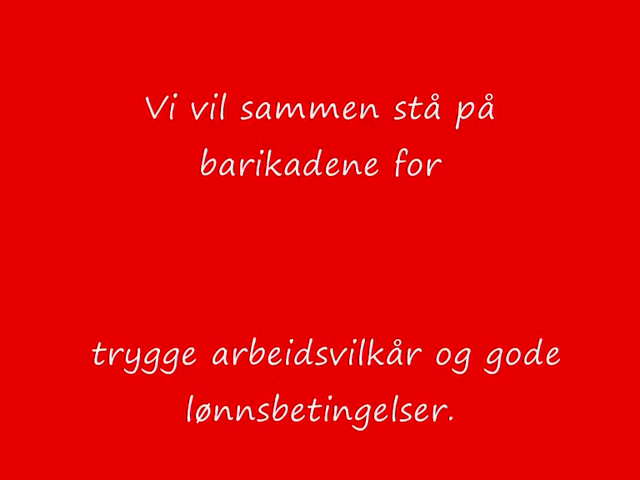 Vi vil sammen stå på
barikadene for
trygge arbeidsvilkår og gode
lønnsbetingelser.